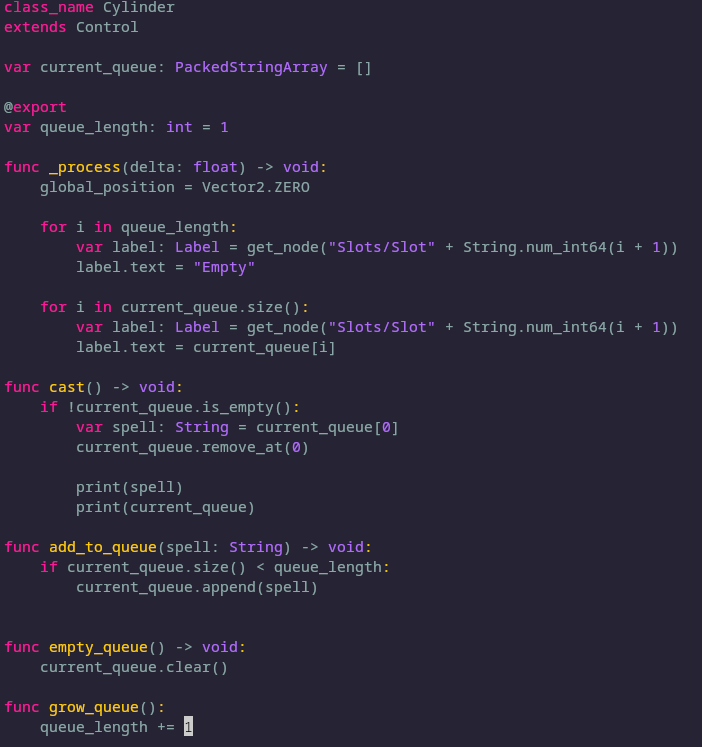 class_name Cylinder
extends Control

var current_queue: PackedStringArray = []

@export
var queue_length: int = 1

func _process(delta: float) -> void:
    global_position = Vector2.ZERO

    for i in queue_length:
        var label: Label = get_node("Slots/Slot" + String.num_int64(i + 1))
        label.text = "Empty"

    for i in current_queue.size():
        var label: Label = get_node("Slots/Slot" + String.num_int64(i + 1))
        label.text = current_queue[i]

func cast() -> void:
    if !current_queue.is_empty():
        var spell: String = current_queue[0]
        current_queue.remove_at(0)

        print(spell)
        print(current_queue)

func add_to_queue(spell: String) -> void:
    if current_queue.size() < queue_length:
        current_queue.append(spell)


func empty_queue() -> void:
    current_queue.clear()

func grow_queue():
    queue_length += 1